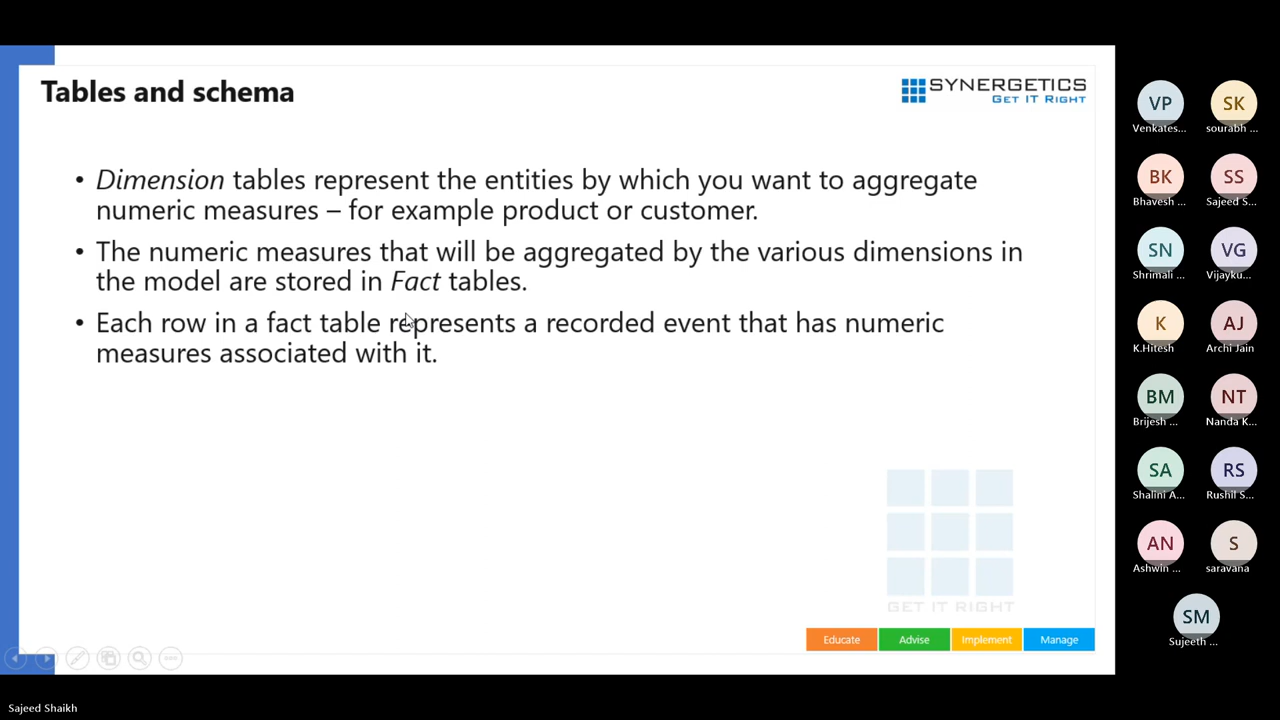 Tables and schema
SYNERGETICS
GET IT RIGHT
• Dimension tables represent the entities by which you want to aggregate
numeric measures – for example product or customer.
• The numeric measures that will be aggregated by the various dimensions in
the model are stored in Fact tables.
• Each row in a fact table represents a recorded event that has numeric
measures associated with it.
GET IT RIGHT
Educate Advise Implement Manage
VP SK
Venkates... sourabh ...
BK SS
Bhavesh ... Sajeed S...
SN VG
Shrimali ... Vijayku...
K AJ
K.Hitesh Archi Jain
BM NT
Brijesh ... Nanda K...
SA RS
Shalini A... Rushil S...
AN S
Ashwin ... saravana
SM
Sujeeth ...
Sajeed Shaikh